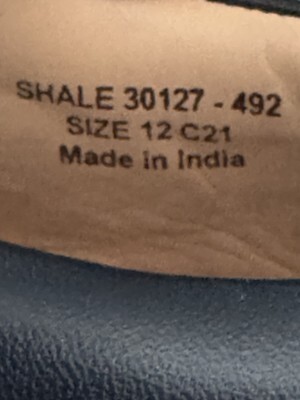 SHALE 30127 - 492
SIZE 12 C21
Made in India